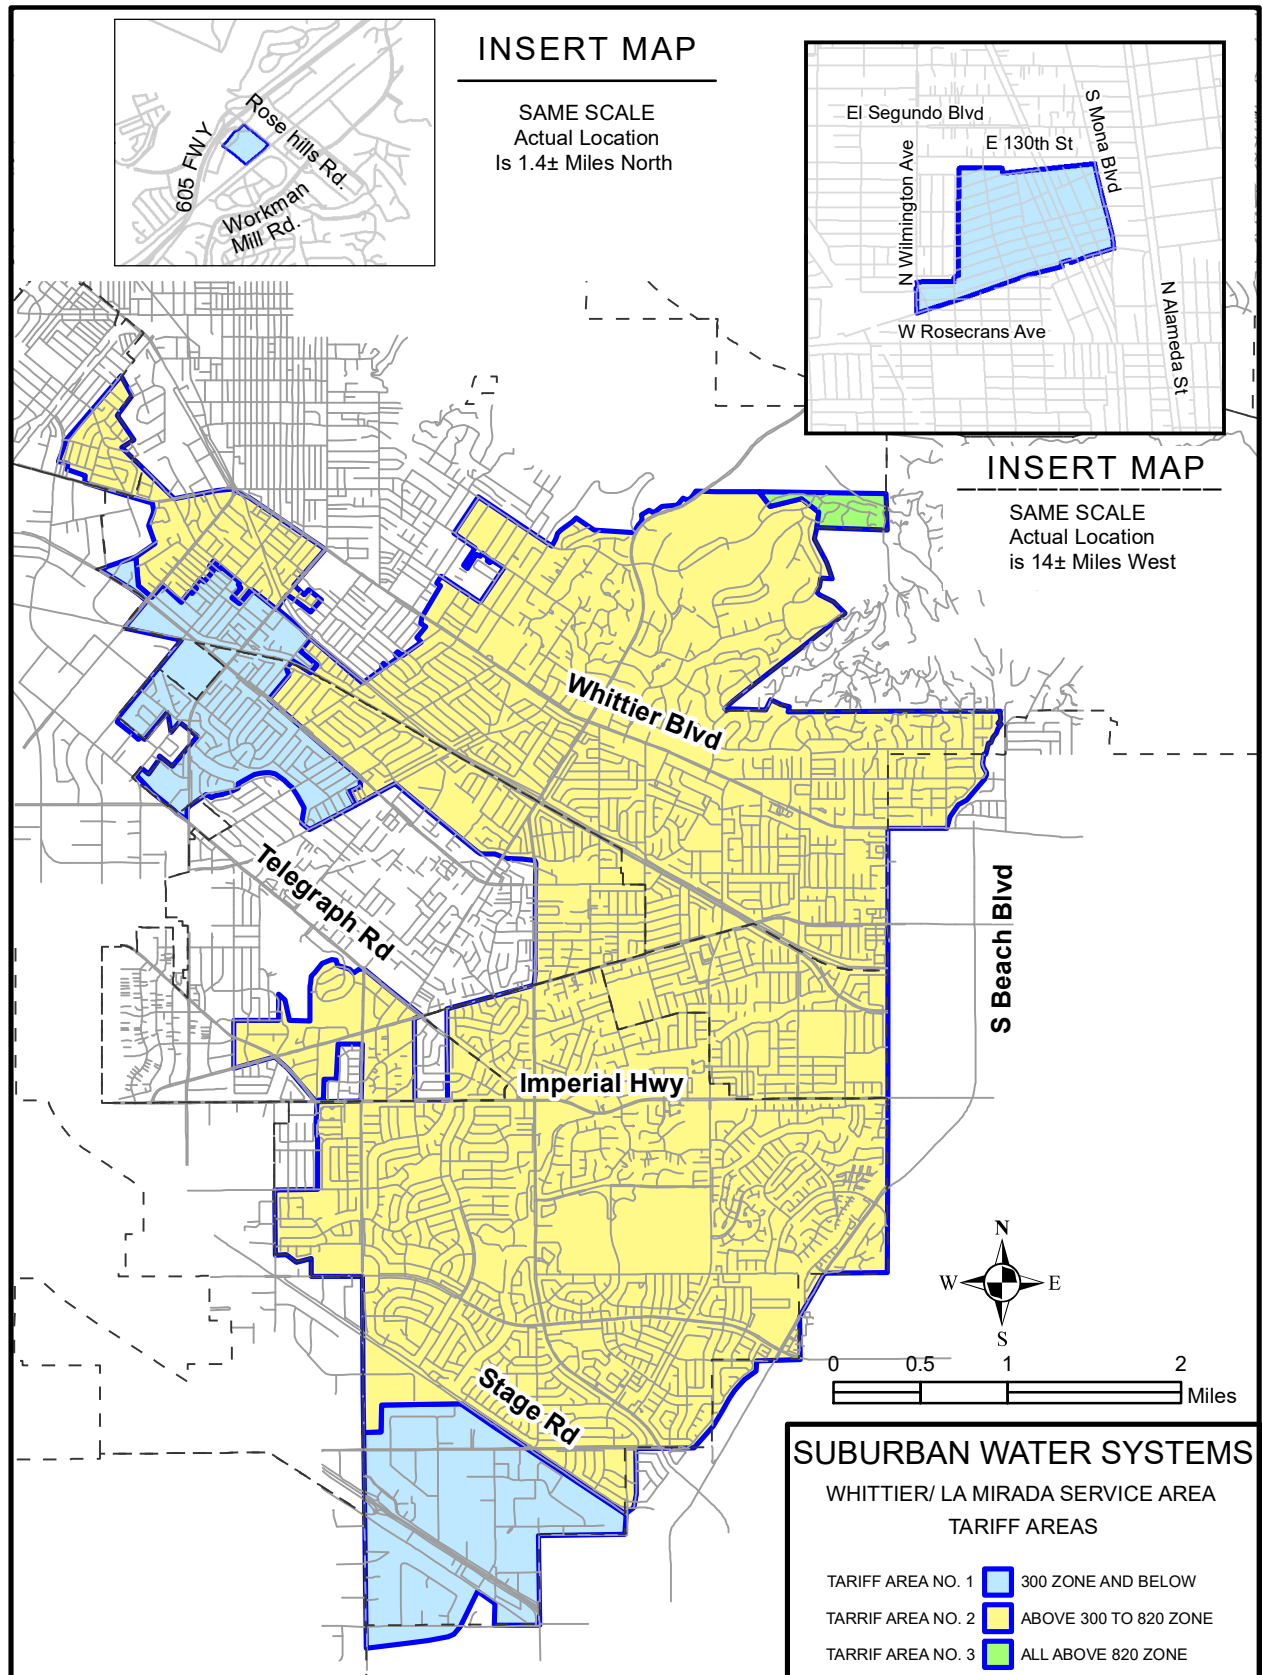 INSERT MAP
SAME SCALE
Actual Location
Is 1.4± Miles North
605 FWY
Rose hills Rd.
Workman
Mill Rd.
El Segundo Blvd
E 130th St
S Mona Blvd
N Wilmington Ave
W Rosecrans Ave
N Alameda St
INSERT MAP
SAME SCALE
Actual Location
is 14± Miles West
Whittier Blvd
Telegraph Rd
S Beach Blvd
Imperial Hwy
Stage Rd
N
W E
S
0 0.5 1 2
Miles
SUBURBAN WATER SYSTEMS
WHITTIER/ LA MIRADA SERVICE AREA
TARIFF AREAS
TARIFF AREA NO. 1 300 ZONE AND BELOW
TARRIF AREA NO. 2 ABOVE 300 TO 820 ZONE
TARRIF AREA NO. 3 ALL ABOVE 820 ZONE